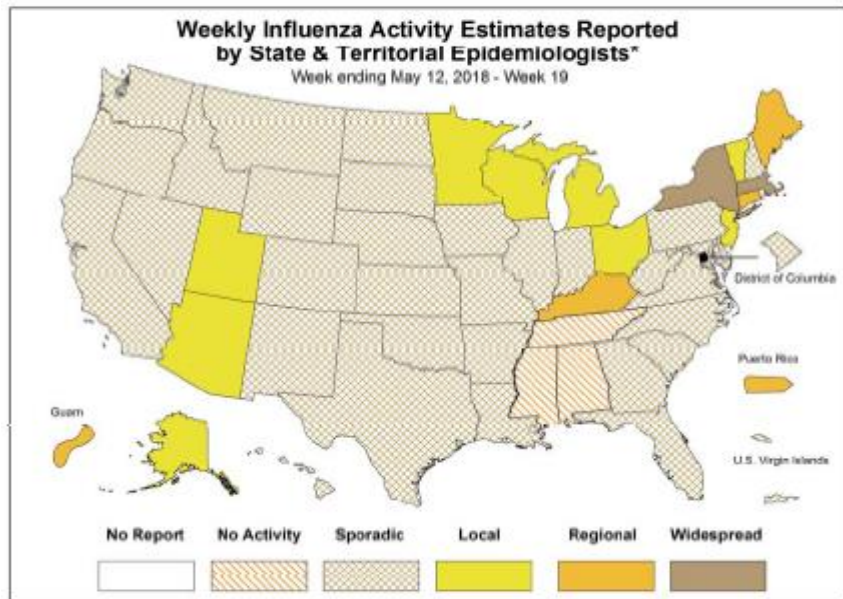 Weekly Influenza Activity Estimates Reported
by State & Territorial Epidemiologists*
Week ending May 12, 2018 - Week 19
District of Columbia
Puerto Rico
Guam
U.S. Virgin Islands
No Report No Activity Sporadic Local Regional Widespread